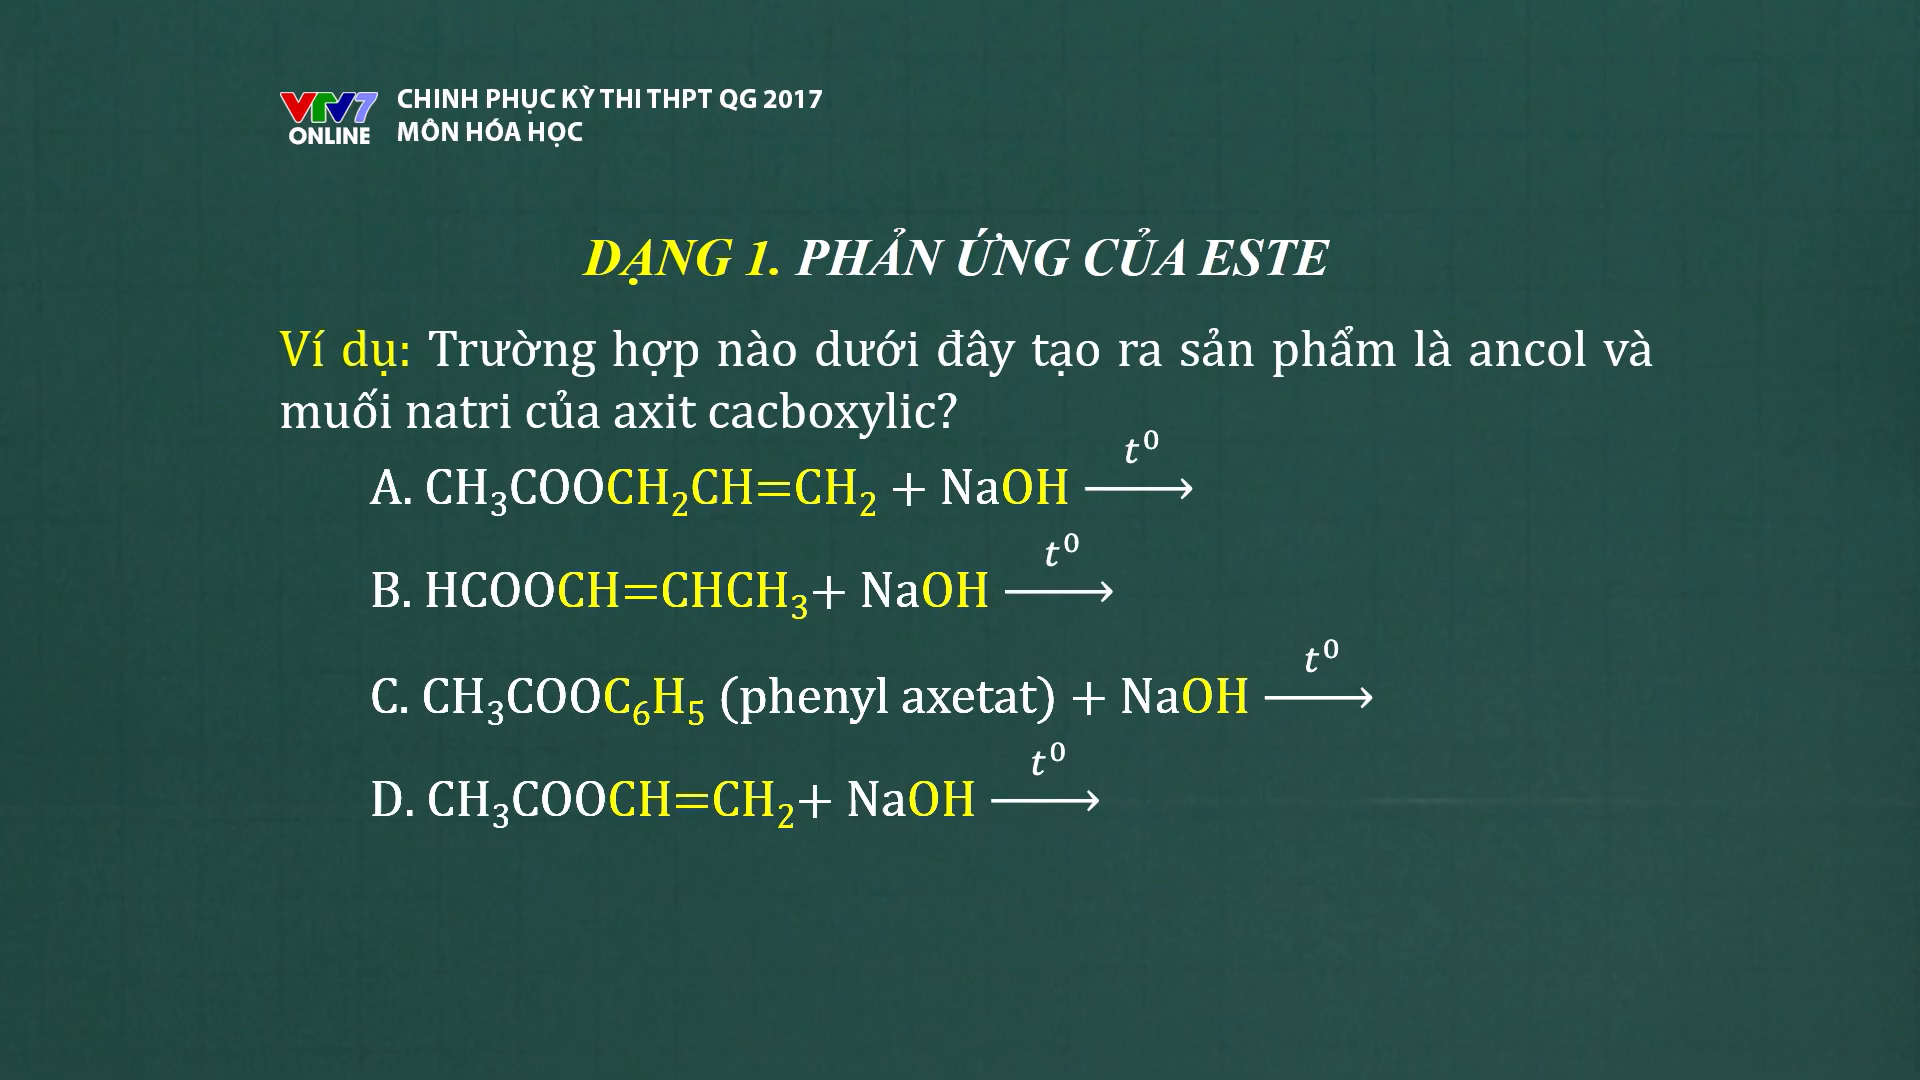 VTV7
ONLINE
CHINH PHỤC KỲ THI THPT QG 2017
MÔN HÓA HỌC
DẠNG 1. PHẢN ỨNG CỦA ESTE
Ví dụ: Trường hợp nào dưới đây tạo ra sản phẩm là ancol và
muối natri của axit cacboxylic?
A. CH₃COOCH₂CH=CH₂ + NaOH —t⁰→
B. HCOOCH=CHCH₃+ NaOH —t⁰→
C. CH₃COOC₆H₅ (phenyl axetat) + NaOH —t⁰→
D. CH₃COOCH=CH₂+ NaOH —t⁰→